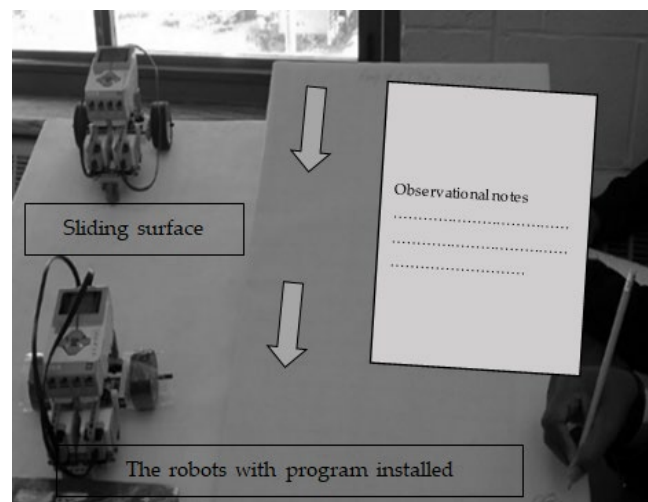 Observational notes
Sliding surface
The robots with program installed